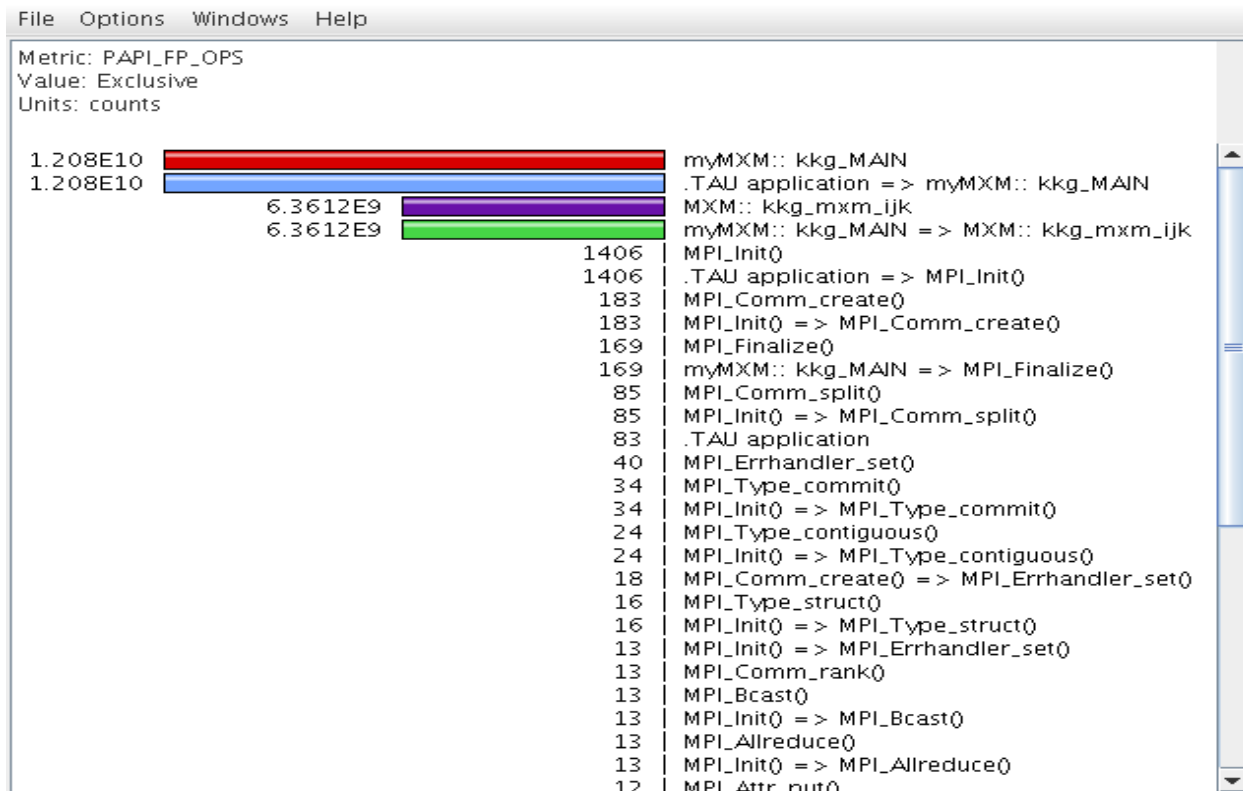 File Options Windows Help
Metric: PAPI_FP_OPS
Value: Exclusive
Units: counts
1.208E10 myMXM:: kkg_MAIN
1.208E10 .TAU application => myMXM:: kkg_MAIN
6.3612E9 MXM:: kkg_mxm_ijk
6.3612E9 myMXM:: kkg_MAIN => MXM:: kkg_mxm_ijk
1406 MPI_Init()
1406 .TAU application => MPI_Init()
183 MPI_Comm_create()
183 MPI_Init() => MPI_Comm_create()
169 MPI_Finalize()
169 myMXM:: kkg_MAIN => MPI_Finalize()
85 MPI_Comm_split()
85 MPI_Init() => MPI_Comm_split()
83 .TAU application
40 MPI_Errhandler_set()
34 MPI_Type_commit()
34 MPI_Init() => MPI_Type_commit()
24 MPI_Type_contiguous()
24 MPI_Init() => MPI_Type_contiguous()
18 MPI_Comm_create() => MPI_Errhandler_set()
16 MPI_Type_struct()
16 MPI_Init() => MPI_Type_struct()
13 MPI_Init() => MPI_Errhandler_set()
13 MPI_Comm_rank()
13 MPI_Bcast()
13 MPI_Init() => MPI_Bcast()
13 MPI_Allreduce()
13 MPI_Init() => MPI_Allreduce()
12 MPI_Attr_put()